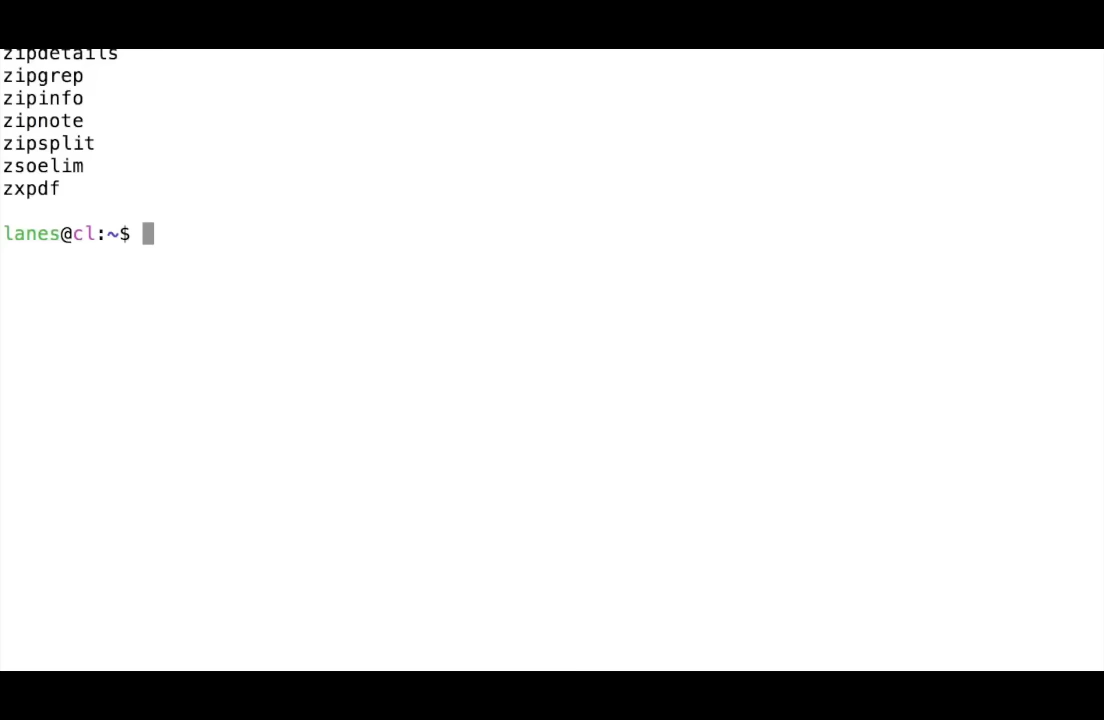 zipdetails
zipgrep
zipinfo
zipnote
zipsplit
zsoelim
zxpdf
lanes@cl:~$